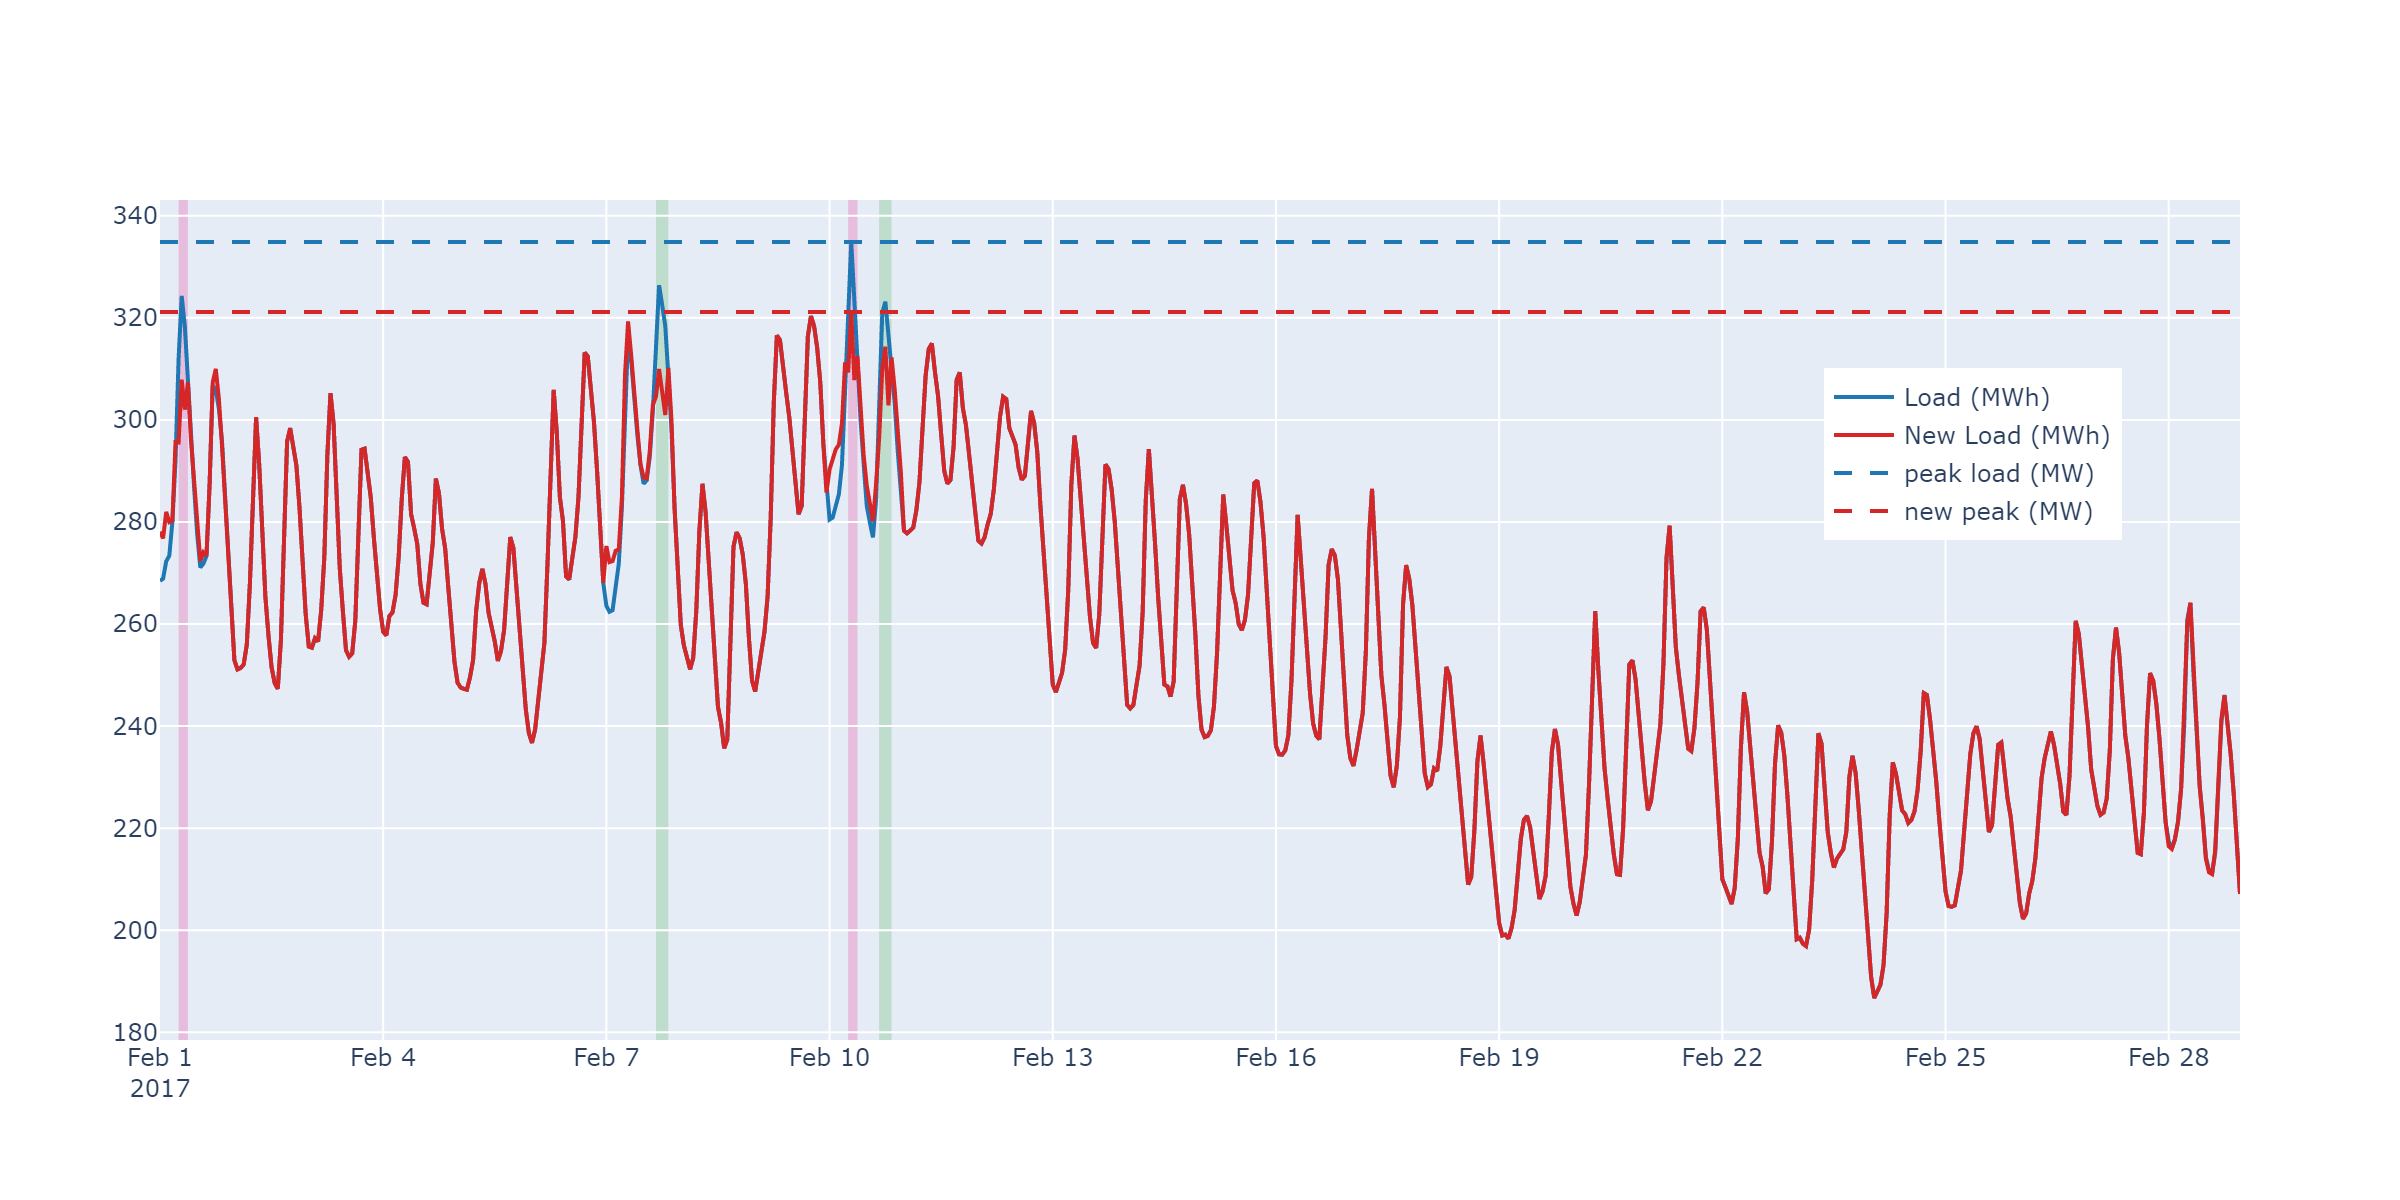 340
320
300
280
260
240
220
200
180
Load (MWh)
New Load (MWh)
peak load (MW)
new peak (MW)
Feb 1 Feb 4 Feb 7 Feb 10 Feb 13 Feb 16 Feb 19 Feb 22 Feb 25 Feb 28
2017